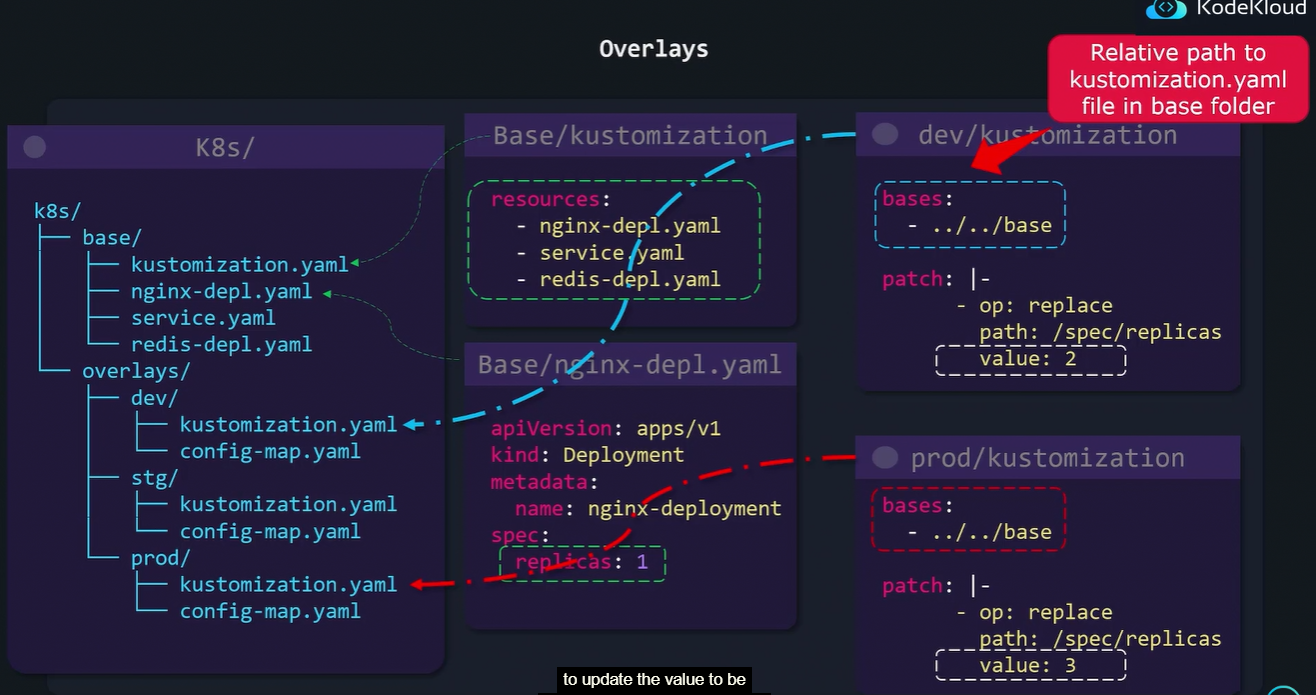 KodeKloud
Overlays
Relative path to
kustomization.yaml
file in base folder
K8s/
k8s/
base/
kustomization.yaml
nginx-depl.yaml
service.yaml
redis-depl.yaml
overlays/
dev/
kustomization.yaml
config-map.yaml
stg/
kustomization.yaml
config-map.yaml
prod/
kustomization.yaml
config-map.yaml
Base/kustomization
resources:
- nginx-depl.yaml
- service.yaml
- redis-depl.yaml
Base/nginx-depl.yaml
apiVersion: apps/v1
kind: Deployment
metadata:
name: nginx-deployment
spec:
replicas: 1
dev/kustomization
bases:
- ../../base
patch: |-
- op: replace
path: /spec/replicas
value: 2
prod/kustomization
bases:
- ../../base
patch: |-
- op: replace
path: /spec/replicas
value: 3
to update the value to be